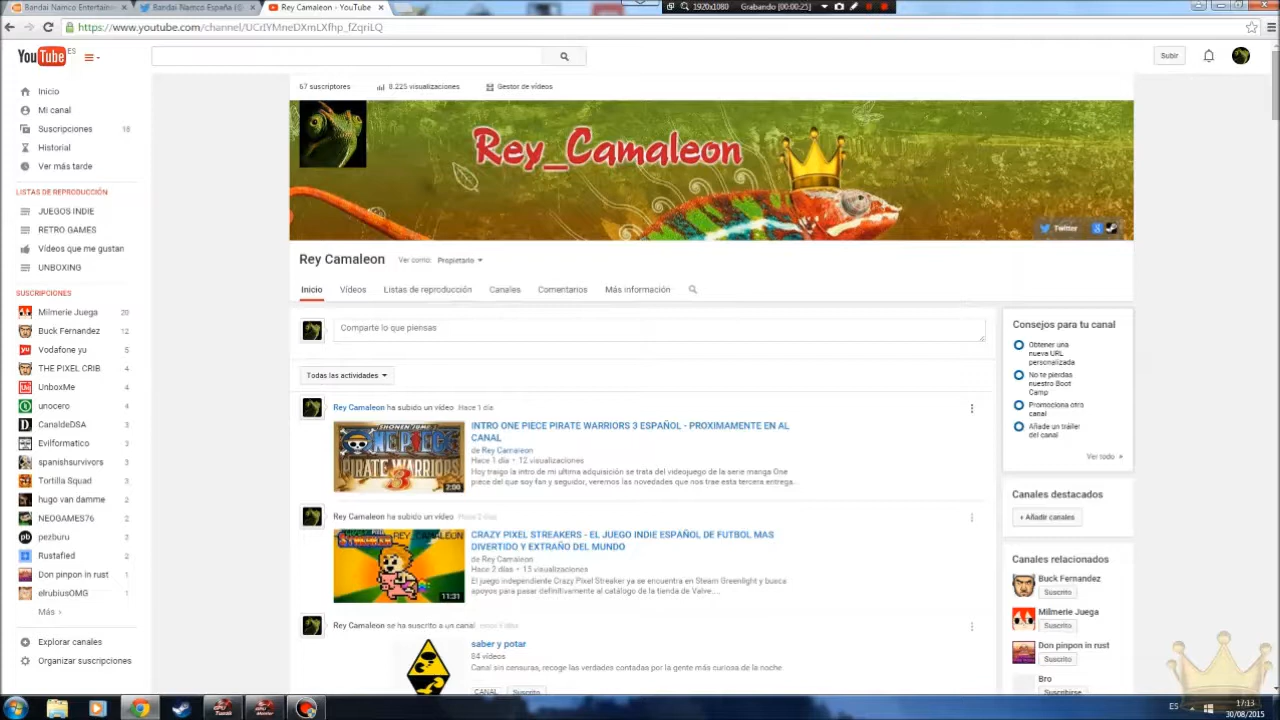 Bandai Namco Entertainm
Bandai Namco España (@
Rey Camaleon - YouTube
1920x1080 Grabando [00:00:25]
https://www.youtube.com/channel/
YouTube ES
Subir
67 suscriptores
8.225 visualizaciones
Gestor de vídeos
Inicio
Mi canal
Suscripciones 18
Historial
Ver más tarde
LISTAS DE REPRODUCCIÓN
JUEGOS INDIE
RETRO GAMES
Vídeos que me gustan
UNBOXING
SUSCRIPCIONES
Milmerie Juega 20
Buck Fernandez 12
Vodafone yu 5
THE PIXEL CRIB 4
UnboxMe 4
unocero 4
CanaldeDSA 3
Evilformatico 3
spanishsurvivors 3
Tortilla Squad 3
hugo van damme 2
NEOGAMES76 2
pezburu 2
Rustafied 2
Don pinpon in rust 1
elrubiusOMG 1
Más >
Explorar canales
Organizar suscripciones
Rey_Camaleon
Twitter
Rey Camaleon
Ver como: Propietario
Inicio
Vídeos
Listas de reproducción
Canales
Comentarios
Más información
Comparte lo que piensas
Todas las actividades
Rey Camaleon ha subido un vídeo Hace 1 día
ONE PIECE
PIRATE WARRIORS
3
2:00
INTRO ONE PIECE PIRATE WARRIORS 3 ESPAÑOL - PROXIMAMENTE EN AL
CANAL
de Rey Camaleon
Hace 1 día • 12 visualizaciones
Hoy traigo la intro de mi ultima adquisición se trata del videojuego de la serie manga One
piece del que soy fan y seguidor, veremos las novedades que nos trae esta tercera entrega...
Rey Camaleon ha subido un vídeo Hace 2 días
REY_CAMALEON
11:31
CRAZY PIXEL STREAKERS - EL JUEGO INDIE ESPAÑOL DE FUTBOL MAS
DIVERTIDO Y EXTRAÑO DEL MUNDO
de Rey Camaleon
Hace 2 días • 15 visualizaciones
El juego independiente Crazy Pixel Streaker ya se encuentra en Steam Greenlight y busca
apoyos para pasar definitivamente al catálogo de la tienda de Valve....
Rey Camaleon se ha suscrito a un canal
saber y potar
84 vídeos
Canal sin censuras, recoge las verdades contadas por la gente más curiosa de la noche.
CANAL
Suscrito
Consejos para tu canal
Obtener una
nueva URL
personalizada
No te pierdas
nuestro Boot
Camp
Promociona otro
canal
Añade un tráiler
del canal
Ver todo
Canales destacados
+ Añadir canales
Canales relacionados
Buck Fernandez
Suscrito
Milmerie Juega
Suscrito
Don pinpon in rust
Suscrito
Bro
Suscribirse
ES
17:13
30/08/2015